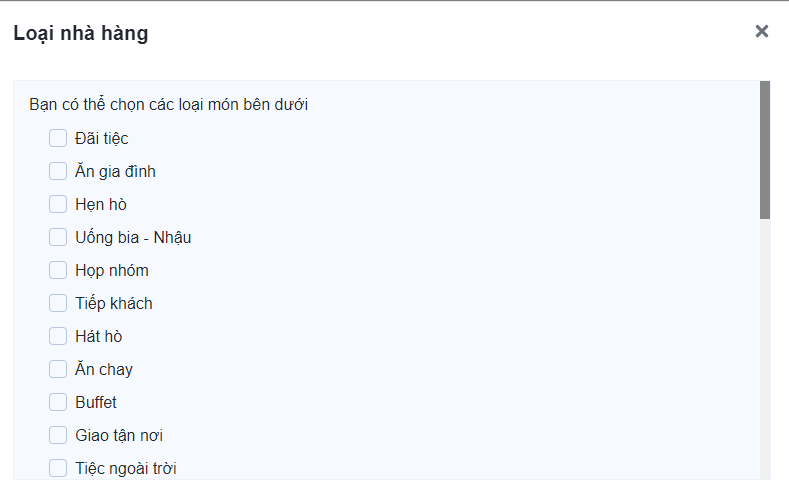 Loại nhà hàng
Bạn có thể chọn các loại món bên dưới
Đãi tiệc
Ăn gia đình
Hẹn hò
Uống bia - Nhậu
Họp nhóm
Tiếp khách
Hát hò
Ăn chay
Buffet
Giao tận nơi
Tiệc ngoài trời